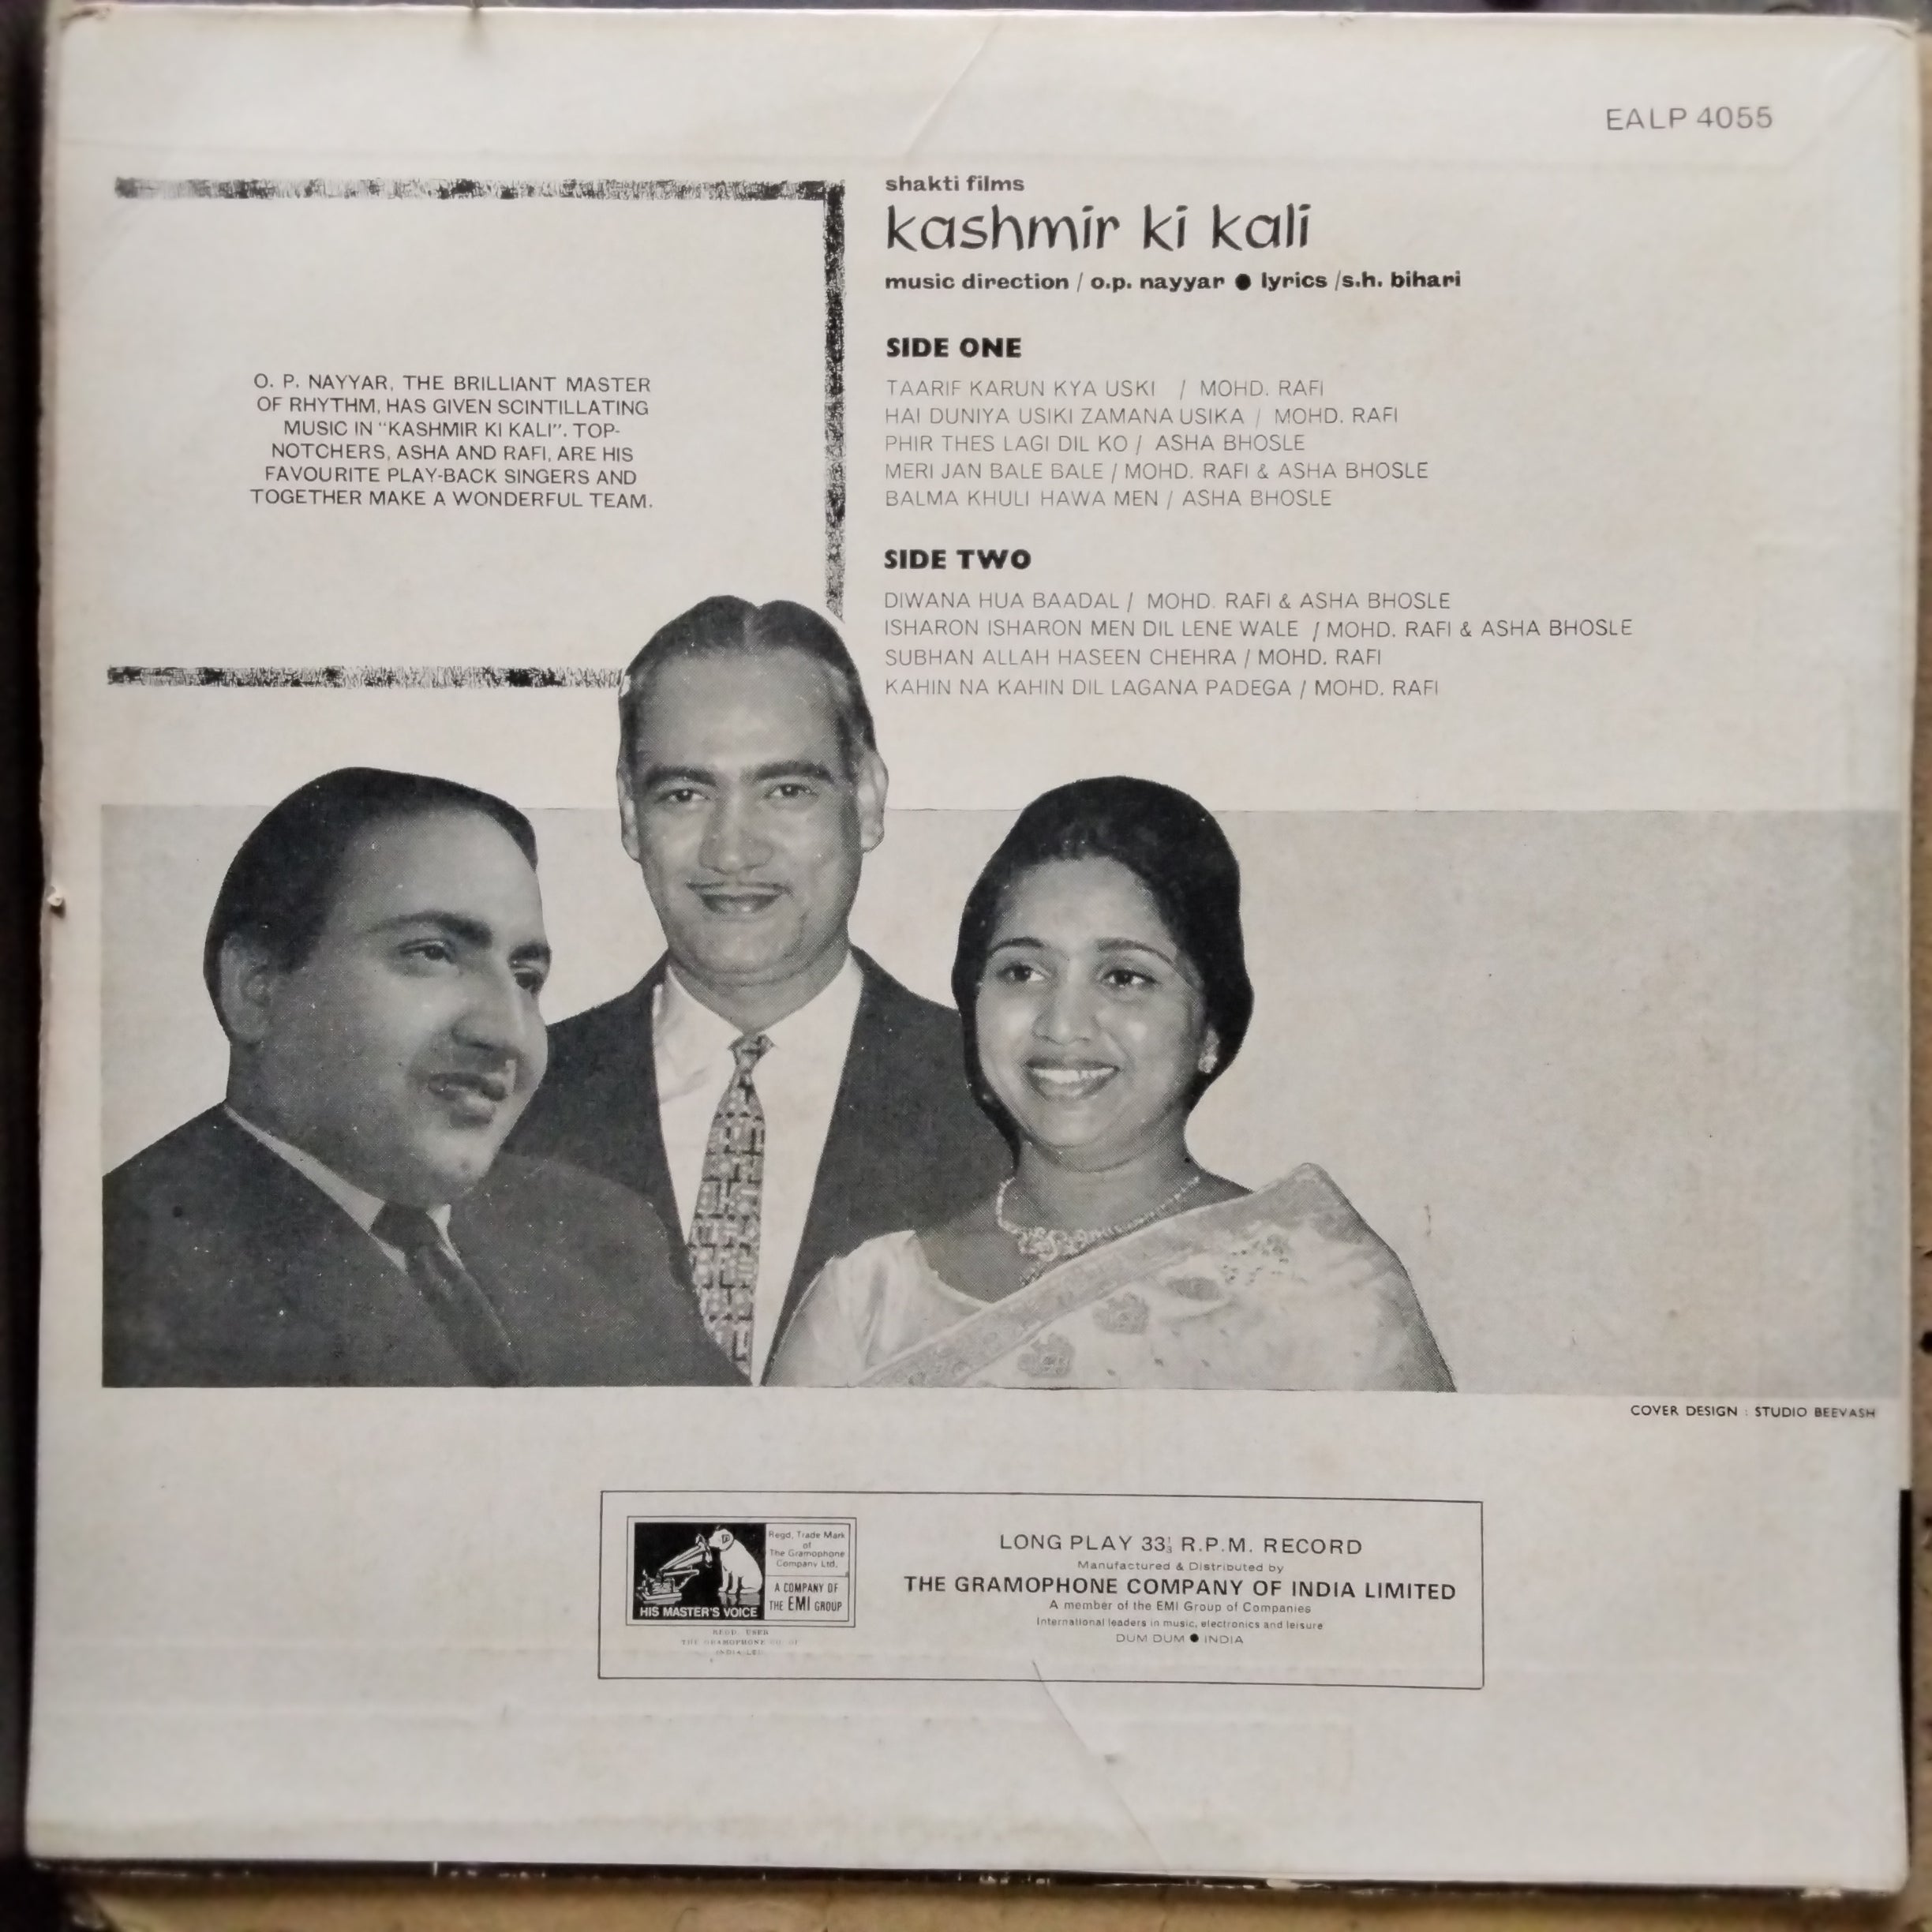 EALP 4055
shakti films
kashmir ki kali
music direction / o.p. nayyar ● lyrics /s.h. bihari
SIDE ONE
TAARIF KARUN KYA USKI / MOHD. RAFI
HAI DUNIYA USIKI ZAMANA USIKA / MOHD. RAFI
PHIR THES LAGI DIL KO / ASHA BHOSLE
MERI JAN BALE BALE / MOHD. RAFI & ASHA BHOSLE
BALMA KHULI HAWA MEN / ASHA BHOSLE
SIDE TWO
DIWANA HUA BAADAL / MOHD. RAFI & ASHA BHOSLE
ISHARON ISHARON MEN DIL LENE WALE / MOHD. RAFI & ASHA BHOSLE
SUBHAN ALLAH HASEEN CHEHRA / MOHD. RAFI
KAHIN NA KAHIN DIL LAGANA PADEGA / MOHD. RAFI
O. P. NAYYAR, THE BRILLIANT MASTER
OF RHYTHM, HAS GIVEN SCINTILLATING
MUSIC IN "KASHMIR KI KALI". TOP-
NOTCHERS, ASHA AND RAFI, ARE HIS
FAVOURITE PLAY-BACK SINGERS AND
TOGETHER MAKE A WONDERFUL TEAM.
COVER DESIGN : STUDIO BEEVASH
HIS MASTER'S VOICE
Regd. Trade Mark
of
The Gramophone
Company Ltd.
A COMPANY OF
THE EMI GROUP
REGD. USER
THE GRAMOPHONE CO. OF
LONG PLAY 33⅓ R.P.M. RECORD
Manufactured & Distributed by
THE GRAMOPHONE COMPANY OF INDIA LIMITED
A member of the EMI Group of Companies
International leaders in music, electronics and leisure
DUM DUM ● INDIA